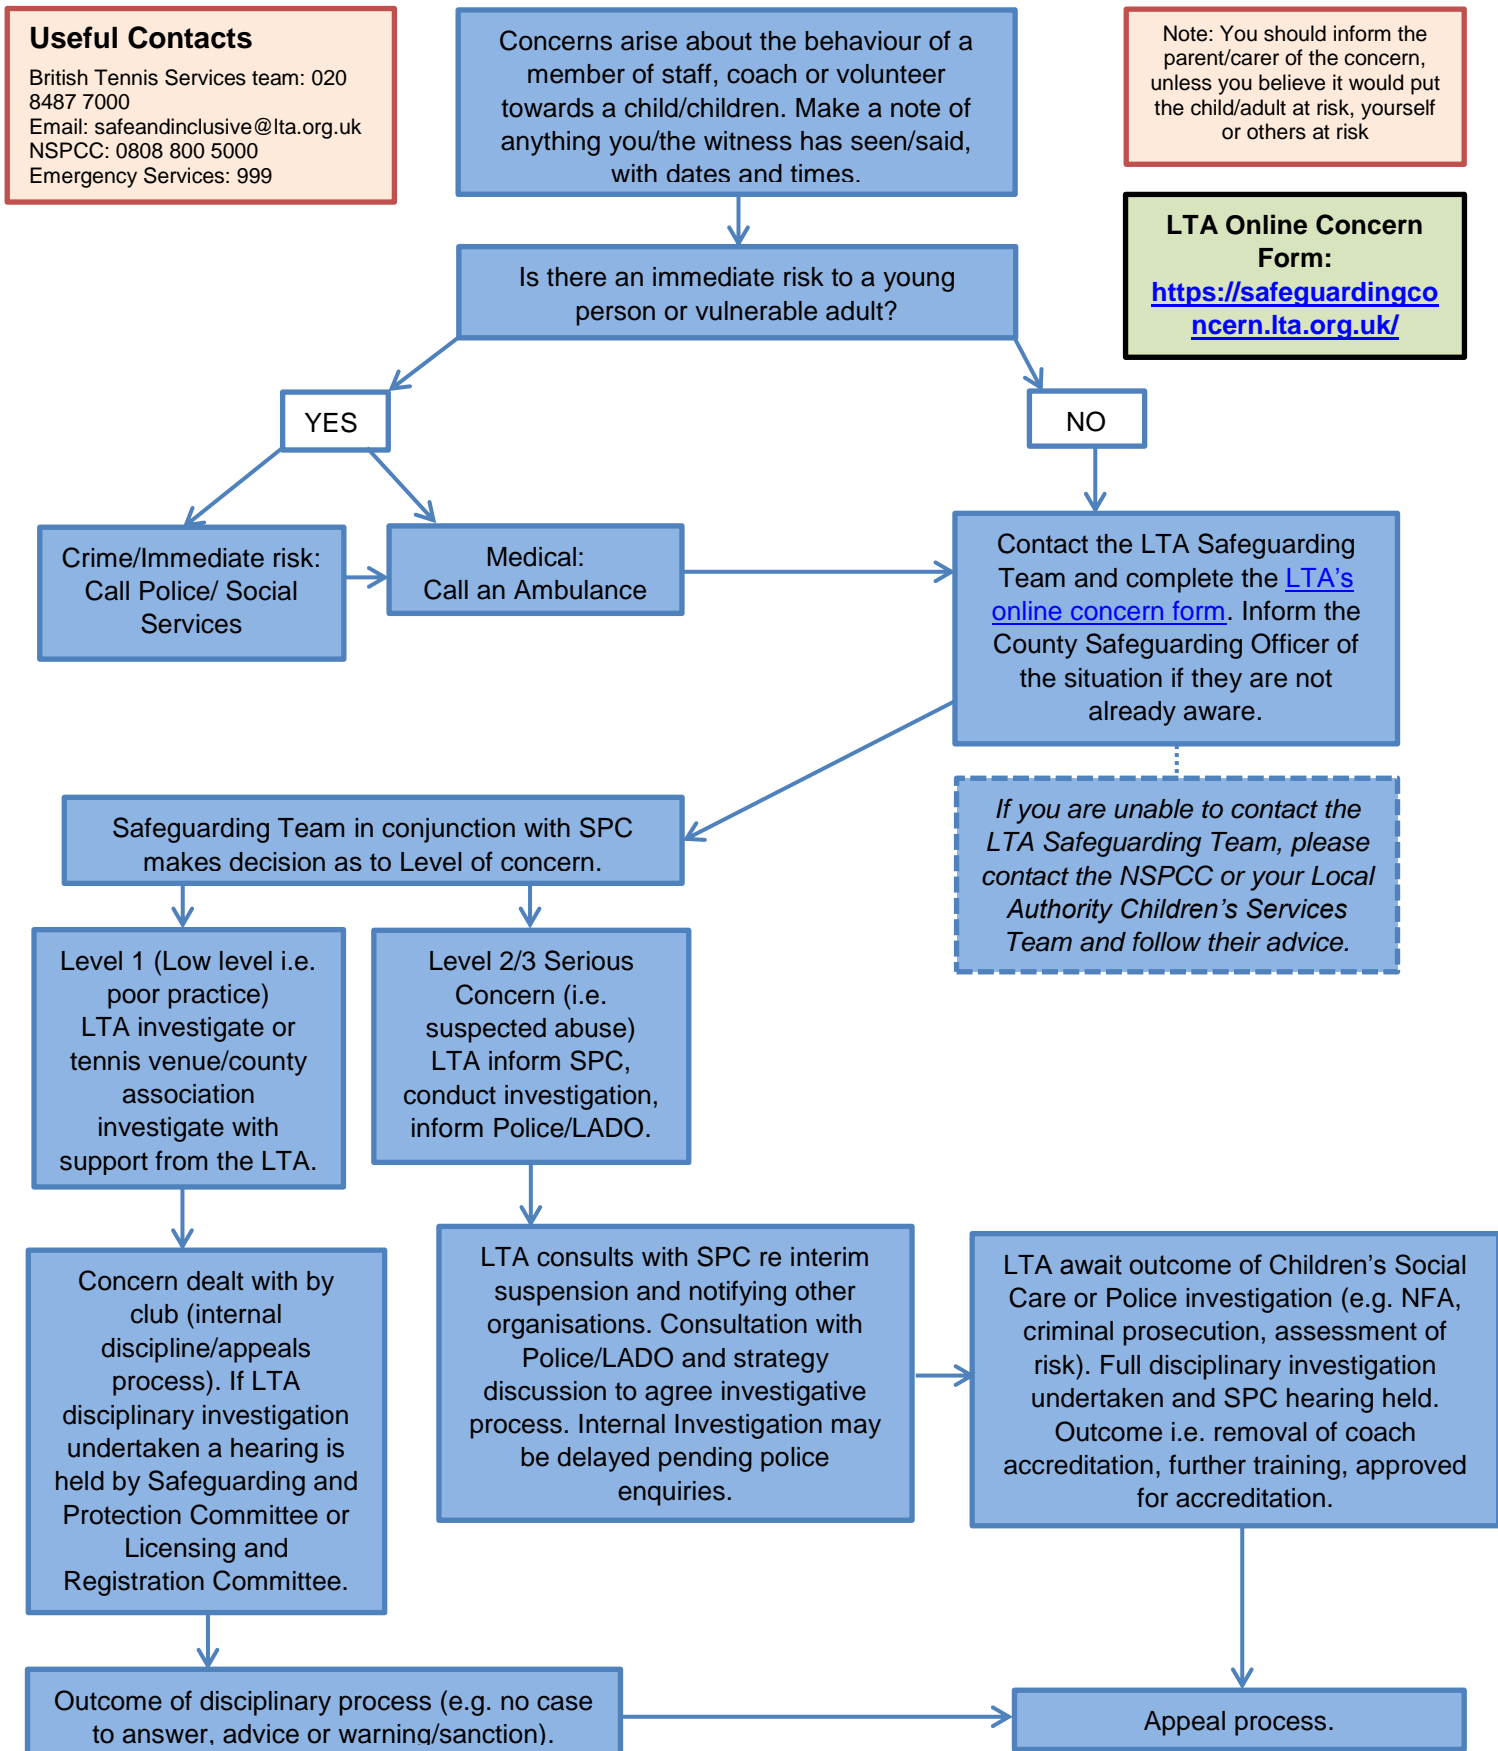 Useful Contacts
British Tennis Services team: 020
8487 7000
Email: safeandinclusive@lta.org.uk
NSPCC: 0808 800 5000
Emergency Services: 999
Concerns arise about the behaviour of a
member of staff, coach or volunteer
towards a child/children. Make a note of
anything you/the witness has seen/said,
with dates and times.
Note: You should inform the
parent/carer of the concern,
unless you believe it would put
the child/adult at risk, yourself
or others at risk
LTA Online Concern
Form:
https://safeguardingco
ncern.lta.org.uk/
Is there an immediate risk to a young
person or vulnerable adult?
YES
NO
Crime/Immediate risk:
Call Police/ Social
Services
Medical:
Call an Ambulance
Contact the LTA Safeguarding
Team and complete the LTA’s
online concern form. Inform the
County Safeguarding Officer of
the situation if they are not
already aware.
If you are unable to contact the
LTA Safeguarding Team, please
contact the NSPCC or your Local
Authority Children’s Services
Team and follow their advice.
Safeguarding Team in conjunction with SPC
makes decision as to Level of concern.
Level 1 (Low level i.e.
poor practice)
LTA investigate or
tennis venue/county
association
investigate with
support from the LTA.
Level 2/3 Serious
Concern (i.e.
suspected abuse)
LTA inform SPC,
conduct investigation,
inform Police/LADO.
Concern dealt with by
club (internal
discipline/appeals
process). If LTA
disciplinary investigation
undertaken a hearing is
held by Safeguarding and
Protection Committee or
Licensing and
Registration Committee.
LTA consults with SPC re interim
suspension and notifying other
organisations. Consultation with
Police/LADO and strategy
discussion to agree investigative
process. Internal Investigation may
be delayed pending police
enquiries.
LTA await outcome of Children’s Social
Care or Police investigation (e.g. NFA,
criminal prosecution, assessment of
risk). Full disciplinary investigation
undertaken and SPC hearing held.
Outcome i.e. removal of coach
accreditation, further training, approved
for accreditation.
Outcome of disciplinary process (e.g. no case
to answer, advice or warning/sanction).
Appeal process.